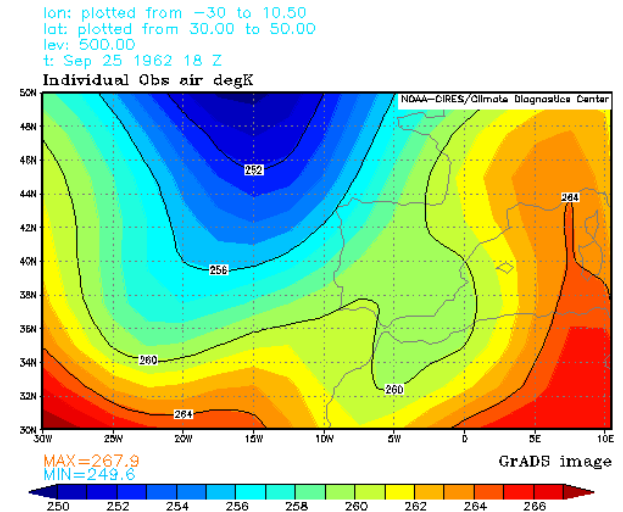 lon: plotted from −30 to 10.50
lat: plotted from 30.00 to 50.00
lev: 500.00
t: Sep 25 1962 18 Z
Individual Obs air degK
NOAA−CIRES/Climate Diagnostics Center
50N
48N
46N
252
44N
264
42N
40N
256
38N
36N
34N
260
32N
260
264
30N
30W 25W 20W 15W 10W 5W 0 5E 10E
MAX=267.9
GrADS image
MIN=249.6
250 252 254 256 258 260 262 264 266